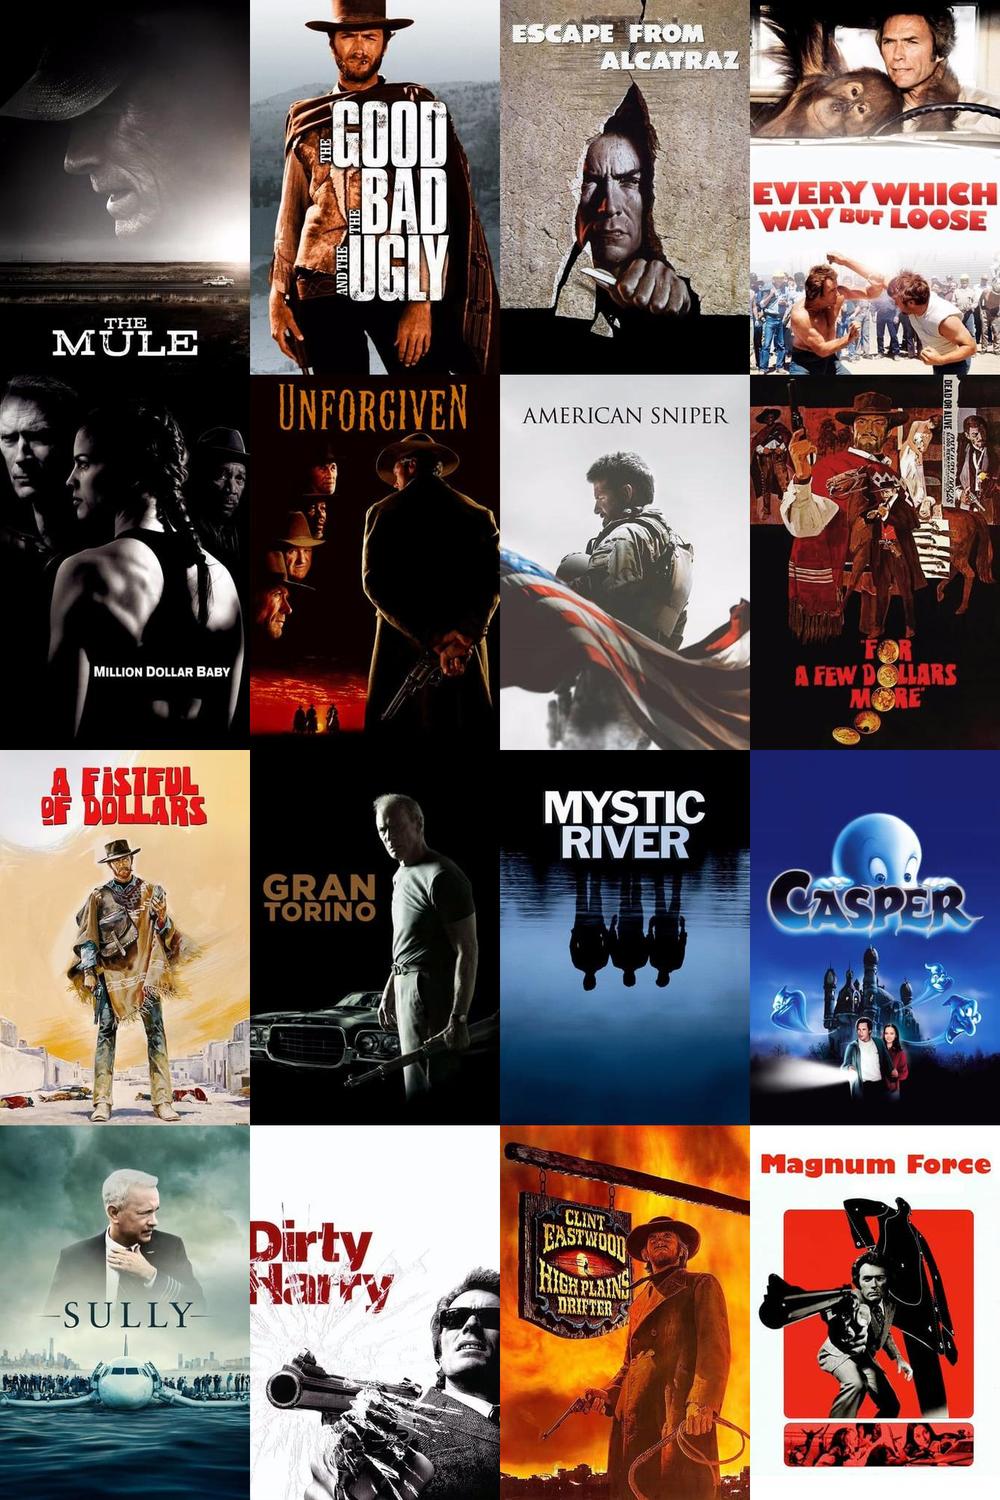 THE
MULE
THE
GOOD
THE
BAD
AND THE
UGLY
ESCAPE FROM
ALCATRAZ
EVERY WHICH
WAY BUT LOOSE
MILLION DOLLAR BABY
UNFORGIVEN
AMERICAN SNIPER
DEAD OR ALIVE
"FOR
A FEW DOLLARS
MORE"
A FISTFUL
OF DOLLARS
GRAN
TORINO
MYSTIC
RIVER
CASPER
SULLY
Dirty
Harry
CLINT
EASTWOOD
HIGH PLAINS
DRIFTER
Magnum Force